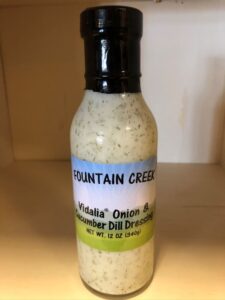 FOUNTAIN CREEK
Vidalia® Onion &
Cucumber Dill Dressing
NET WT. 12 OZ (340g)